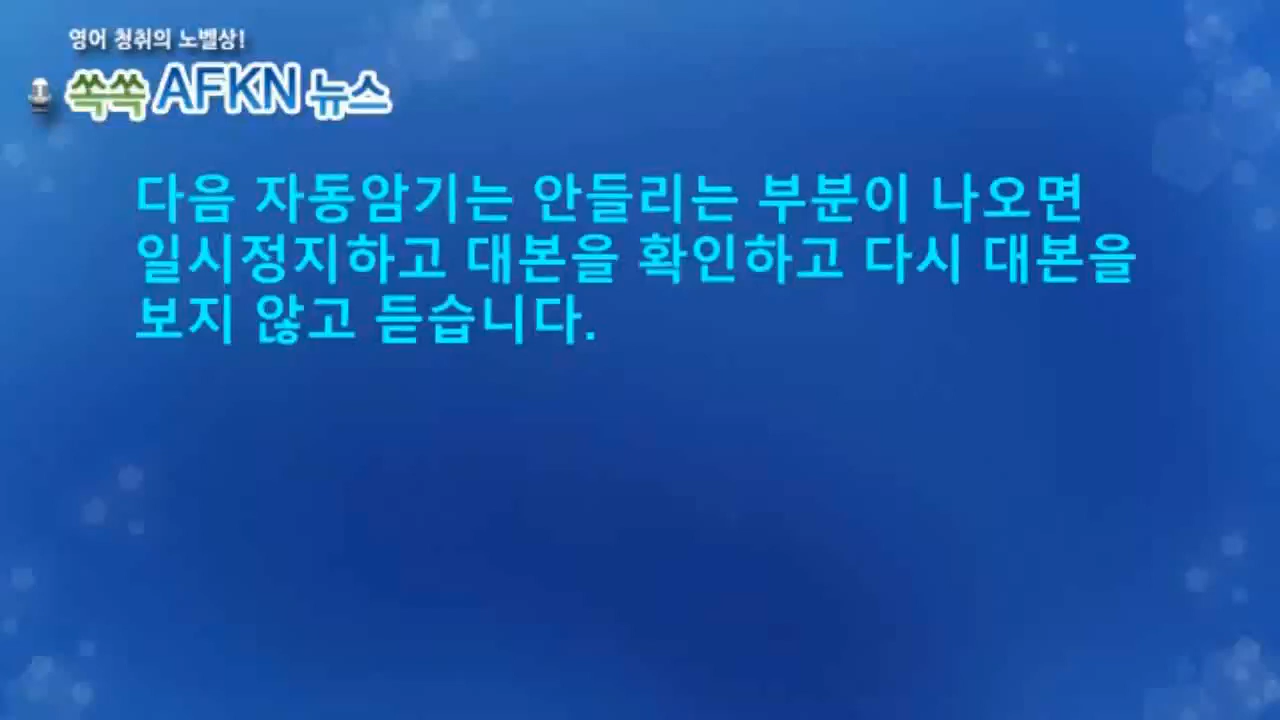 영어 청취의 노벨상!
쏙쏙 AFKN 뉴스
다음 자동암기는 안들리는 부분이 나오면
일시정지하고 대본을 확인하고 다시 대본을
보지 않고 듣습니다.